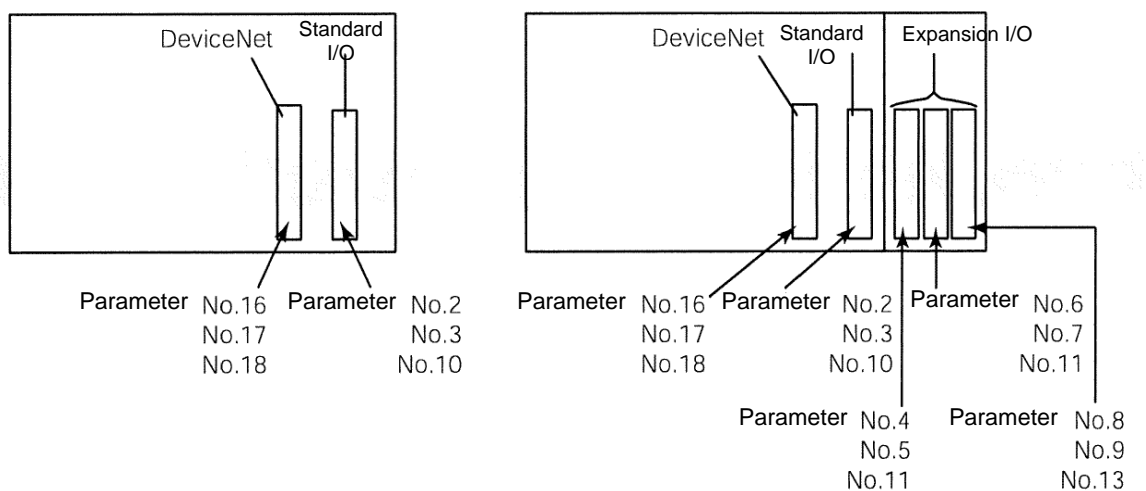 DeviceNet
Standard
I/O
Parameter No.16
No.17
No.18
Parameter No.2
No.3
No.10
DeviceNet
Standard
I/O
Expansion I/O
Parameter No.16
No.17
No.18
Parameter No.2
No.3
No.10
Parameter No.6
No.7
No.11
Parameter No.4
No.5
No.11
Parameter No.8
No.9
No.13